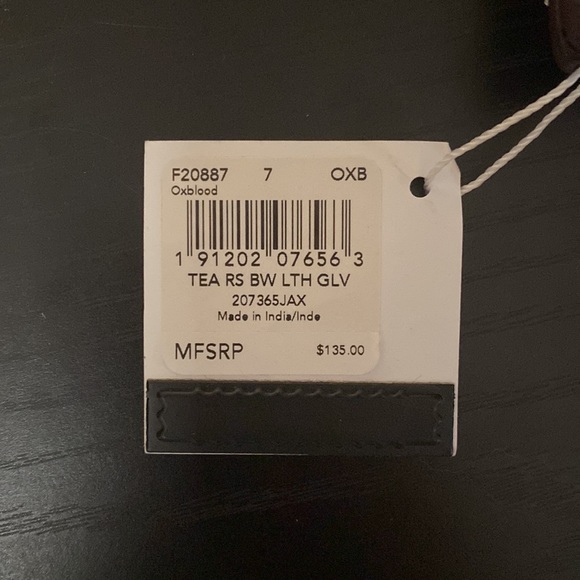 F20887 7 OXB
Oxblood
1 91202 07656 3
TEA RS BW LTH GLV
207365JAX
Made in India/Inde
MFSRP $135.00